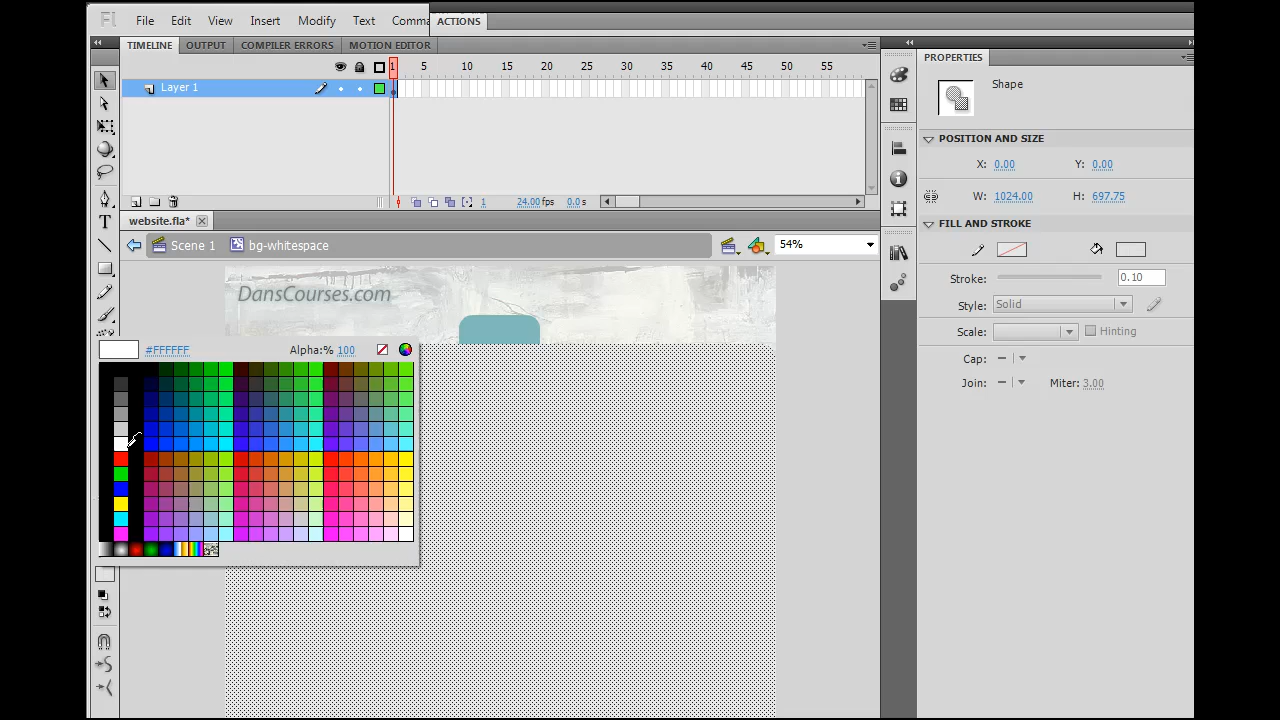 Fl File Edit View Insert Modify Text Comma ACTIONS
TIMELINE OUTPUT COMPILER ERRORS MOTION EDITOR
1 5 10 15 20 25 30 35 40 45 50 55
Layer 1
1 24.00 fps 0.0 s
website.fla*
Scene 1 bg-whitespace 54%
DansCourses.com
#FFFFFF Alpha:% 100
T
PROPERTIES
Shape
POSITION AND SIZE
X: 0.00 Y: 0.00
W: 1024.00 H: 697.75
FILL AND STROKE
Stroke: 0.10
Style: Solid
Scale: Hinting
Cap:
Join: Miter: 3.00